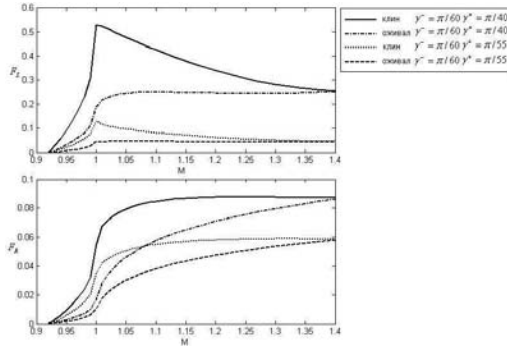 0.6
0.5
0.4
0.3
0.2
0.1
0
0.9 0.95 1 1.05 1.1 1.15 1.2 1.25 1.3 1.35 1.4
M
клин y⁻ = π/60 y⁺ = π/40
оживал y⁻ = π/60 y⁺ = π/40
клин y⁻ = π/60 y⁺ = π/55
оживал y⁻ = π/60 y⁺ = π/55
0.1
0.08
0.06
0.04
0.02
0
0.9 0.95 1 1.05 1.1 1.15 1.2 1.25 1.3 1.35 1.4
M